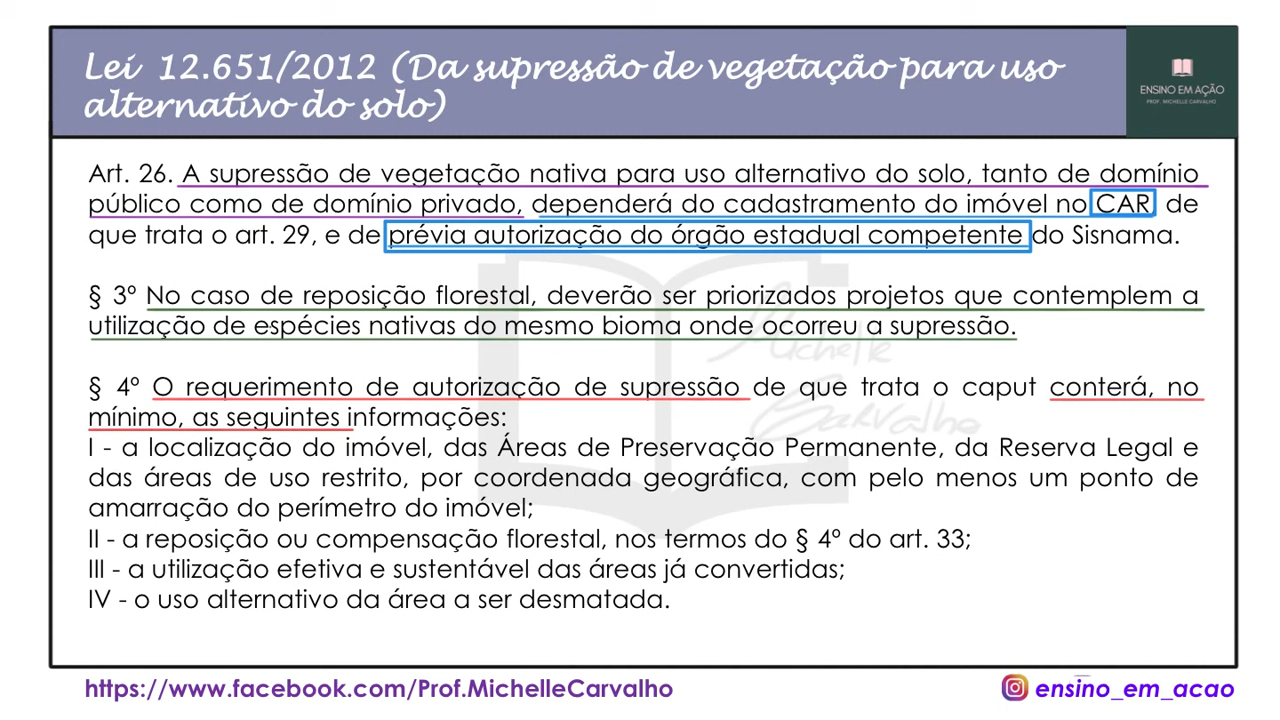 Lei 12.651/2012 (Da supressão de vegetação para uso
alternativo do solo)
ENSINO EM AÇÃO
PROF. MICHELLE CARVALHO
Art. 26. A supressão de vegetação nativa para uso alternativo do solo, tanto de domínio
público como de domínio privado, dependerá do cadastramento do imóvel no CAR, de
que trata o art. 29, e de prévia autorização do órgão estadual competente do Sisnama.
§ 3º No caso de reposição florestal, deverão ser priorizados projetos que contemplem a
utilização de espécies nativas do mesmo bioma onde ocorreu a supressão.
§ 4º O requerimento de autorização de supressão de que trata o caput conterá, no
mínimo, as seguintes informações:
I - a localização do imóvel, das Áreas de Preservação Permanente, da Reserva Legal e
das áreas de uso restrito, por coordenada geográfica, com pelo menos um ponto de
amarração do perímetro do imóvel;
II - a reposição ou compensação florestal, nos termos do § 4º do art. 33;
III - a utilização efetiva e sustentável das áreas já convertidas;
IV - o uso alternativo da área a ser desmatada.
Michelle
Carvalho
https://www.facebook.com/Prof.MichelleCarvalho
ensino_em_acao